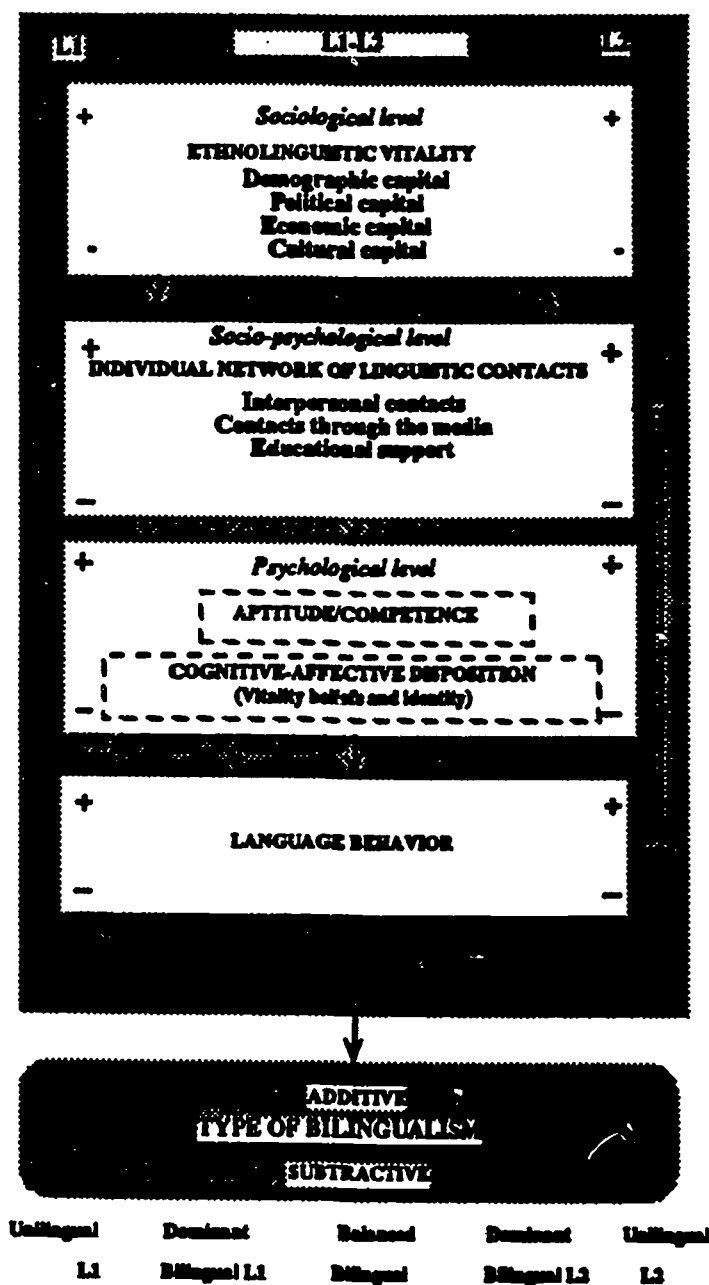 L1 L1-L2 L2
+ Sociological level +
ETHNOLINGUISTIC VITALITY
Demographic capital
Political capital
Economic capital
- Cultural capital -
Socio-psychological level
+ +
INDIVIDUAL NETWORK OF LINGUISTIC CONTACTS
Interpersonal contacts
Contacts through the media
Educational support
– –
+ Psychological level +
APTITUDE/COMPETENCE
COGNITIVE-AFFECTIVE DISPOSITION
– (Vitality beliefs and identity) –
+ +
LANGUAGE BEHAVIOR
– –
ADDITIVE
TYPE OF BILINGUALISM
SUBTRACTIVE
Unilingual Dominant Balanced Dominant Unilingual
L1 Bilingual L1 Bilingual Bilingual L2 L2